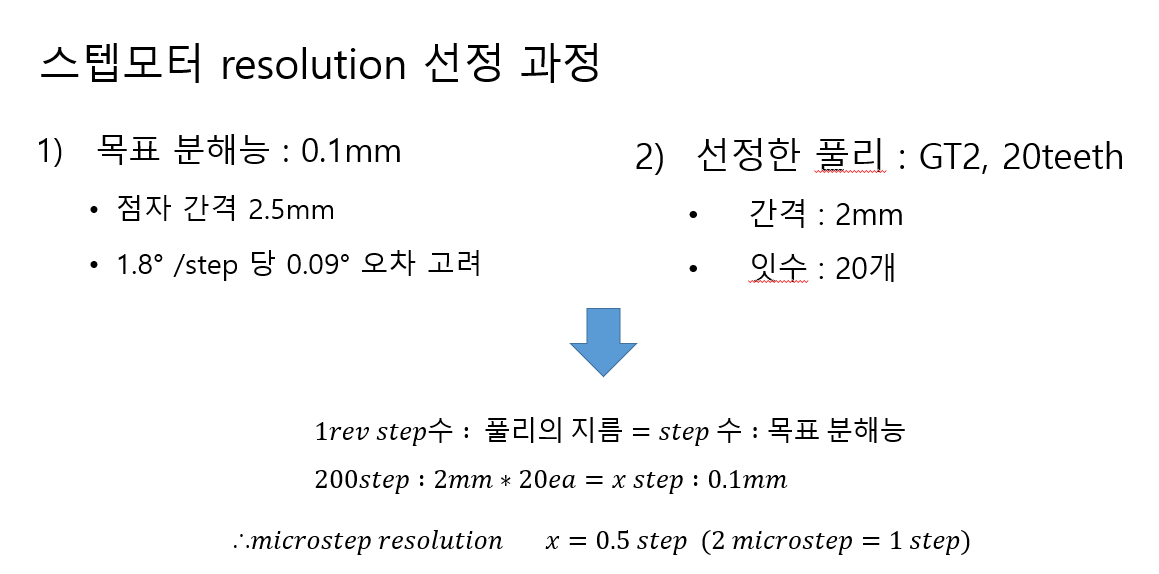 스텝모터 resolution 선정 과정
1) 목표 분해능 : 0.1mm
• 점자 간격 2.5mm
• 1.8° /step 당 0.09° 오차 고려
2) 선정한 풀리 : GT2, 20teeth
• 간격 : 2mm
• 잇수 : 20개
1rev step수 : 풀리의 지름 = step 수 : 목표 분해능
200step : 2mm ∗ 20ea = x step : 0.1mm
∴microstep resolution x = 0.5 step (2 microstep = 1 step)